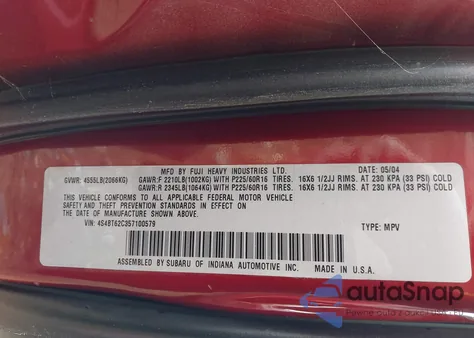 MFD. BY FUJI HEAVY INDUSTRIES LTD. DATE: 05/04
GVWR: 4555LB(2066KG) GAWR:F 2210LB(1002KG) WITH P225/60R16 TIRES. 16X6 1/2JJ RIMS. AT 230 KPA (33 PSI) COLD
GAWR:R 2345LB(1064KG) WITH P225/60R16 TIRES. 16X6 1/2JJ RIMS. AT 230 KPA (33 PSI) COLD
THIS VEHICLE CONFORMS TO ALL APPLICABLE FEDERAL MOTOR VEHICLE
SAFETY AND THEFT PREVENTION STANDARDS IN EFFECT ON
THE DATE OF MANUFACTURE SHOWN ABOVE.
VIN: 4S4BT62C357100579 TYPE: MPV
ASSEMBLED BY SUBARU OF INDIANA AUTOMOTIVE INC. MADE IN U.S.A.
autoSnap